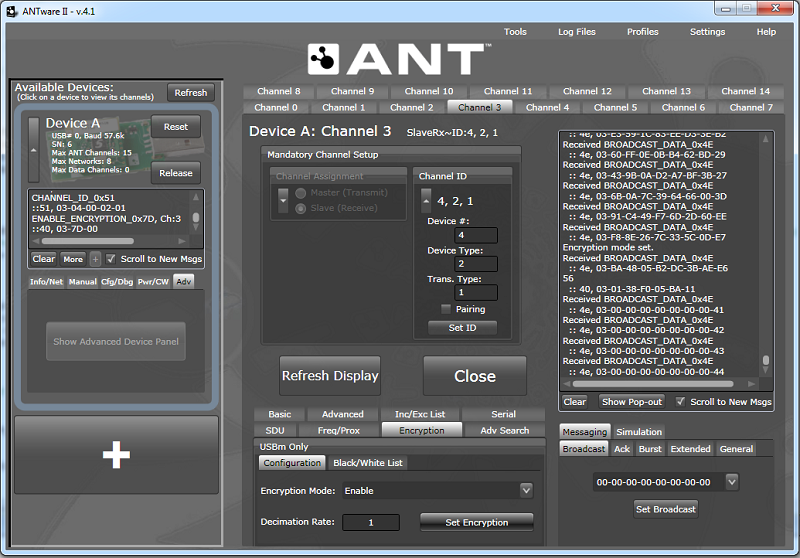 ANTware II - v.4.1
Tools Log Files Profiles Settings Help
ANT™
Available Devices:
(Click on a device to view its channels)
Refresh
Device A
USB# 0, Baud 57.6k
SN: 6
Max ANT Channels: 15
Max Networks: 8
Max Data Channels: 0
Reset
Release
CHANNEL_ID_0x51
::51, 03-04-00-02-01
ENABLE_ENCRYPTION_0x7D, Ch:3
::40, 03-7D-00
Clear More + Scroll to New Msgs
Info/Net Manual Cfg/Dbg Pwr/CW Adv
Show Advanced Device Panel
+
Channel 8 Channel 9 Channel 10 Channel 11 Channel 12 Channel 13 Channel 14
Channel 0 Channel 1 Channel 2 Channel 3 Channel 4 Channel 5 Channel 6 Channel 7
Device A: Channel 3 SlaveRx~ID:4, 2, 1
Mandatory Channel Setup
Channel Assignment
Master (Transmit)
Slave (Receive)
Channel ID
4, 2, 1
Device #:
4
Device Type:
2
Trans. Type:
1
Pairing
Set ID
Refresh Display
Close
Basic Advanced Inc/Exc List Serial
SDU Freq/Prox Encryption Adv Search
USBm Only
Configuration Black/White List
Encryption Mode: Enable
Decimation Rate: 1 Set Encryption
:: 4e, 03-E3-59-1C-83-EE-D3-3E-B2
Received BROADCAST_DATA_0x4E
:: 4e, 03-60-FF-0E-0B-B4-62-BD-29
Received BROADCAST_DATA_0x4E
:: 4e, 03-43-9B-0A-D2-A7-BF-3B-27
Received BROADCAST_DATA_0x4E
:: 4e, 03-6B-0A-7C-39-64-66-00-3D
Received BROADCAST_DATA_0x4E
:: 4e, 03-91-C4-49-F7-6D-2D-60-EE
Received BROADCAST_DATA_0x4E
:: 4e, 03-F8-8E-26-7C-33-5C-0D-E7
Encryption mode set.
:: 4e, 03-BA-48-05-B2-DC-3B-AE-E6
56
:: 40, 03-01-38-F0-05-BA-11
Received BROADCAST_DATA_0x4E
:: 4e, 03-00-00-00-00-00-00-00-41
Received BROADCAST_DATA_0x4E
:: 4e, 03-00-00-00-00-00-00-00-42
Received BROADCAST_DATA_0x4E
:: 4e, 03-00-00-00-00-00-00-00-43
Received BROADCAST_DATA_0x4E
:: 4e, 03-00-00-00-00-00-00-00-44
Clear Show Pop-out Scroll to New Msgs
Messaging Simulation
Broadcast Ack Burst Extended General
00-00-00-00-00-00-00-00
Set Broadcast